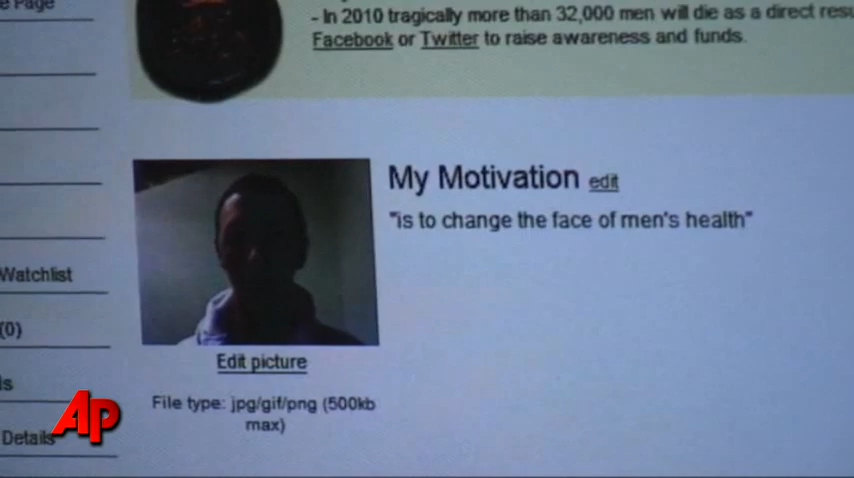 e Page
- In 2010 tragically more than 32,000 men will die as a direct
Facebook or Twitter to raise awareness and funds.
My Motivation edit
"is to change the face of men's health"
Watchlist
(0)
ls
Details
Edit picture
File type: jpg/gif/png (500kb
max)
AP